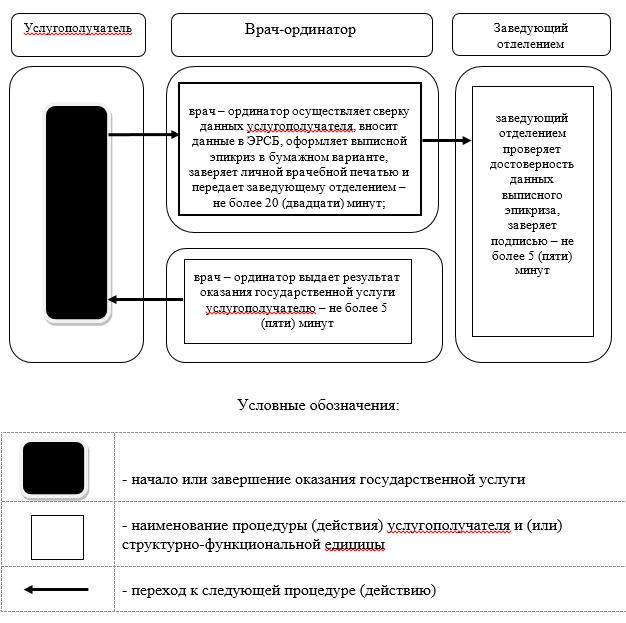 Услугополучатель
Врач-ординатор
Заведующий
отделением
врач – ординатор осуществляет сверку
данных услугополучателя, вносит
данные в ЭРСБ, оформляет выписной
эпикриз в бумажном варианте,
заверяет личной врачебной печатью и
передает заведующему отделением –
не более 20 (двадцати) минут;
заведующий
отделением
проверяет
достоверность
данных
выписного
эпикриза,
заверяет
подписью – не
более 5 (пяти)
минут
врач – ординатор выдает результат
оказания государственной услуги
услугополучателю – не более 5
(пяти) минут
Условные обозначения:
- начало или завершение оказания государственной услуги
- наименование процедуры (действия) услугополучателя и (или)
структурно-функциональной единицы
- переход к следующей процедуре (действию)